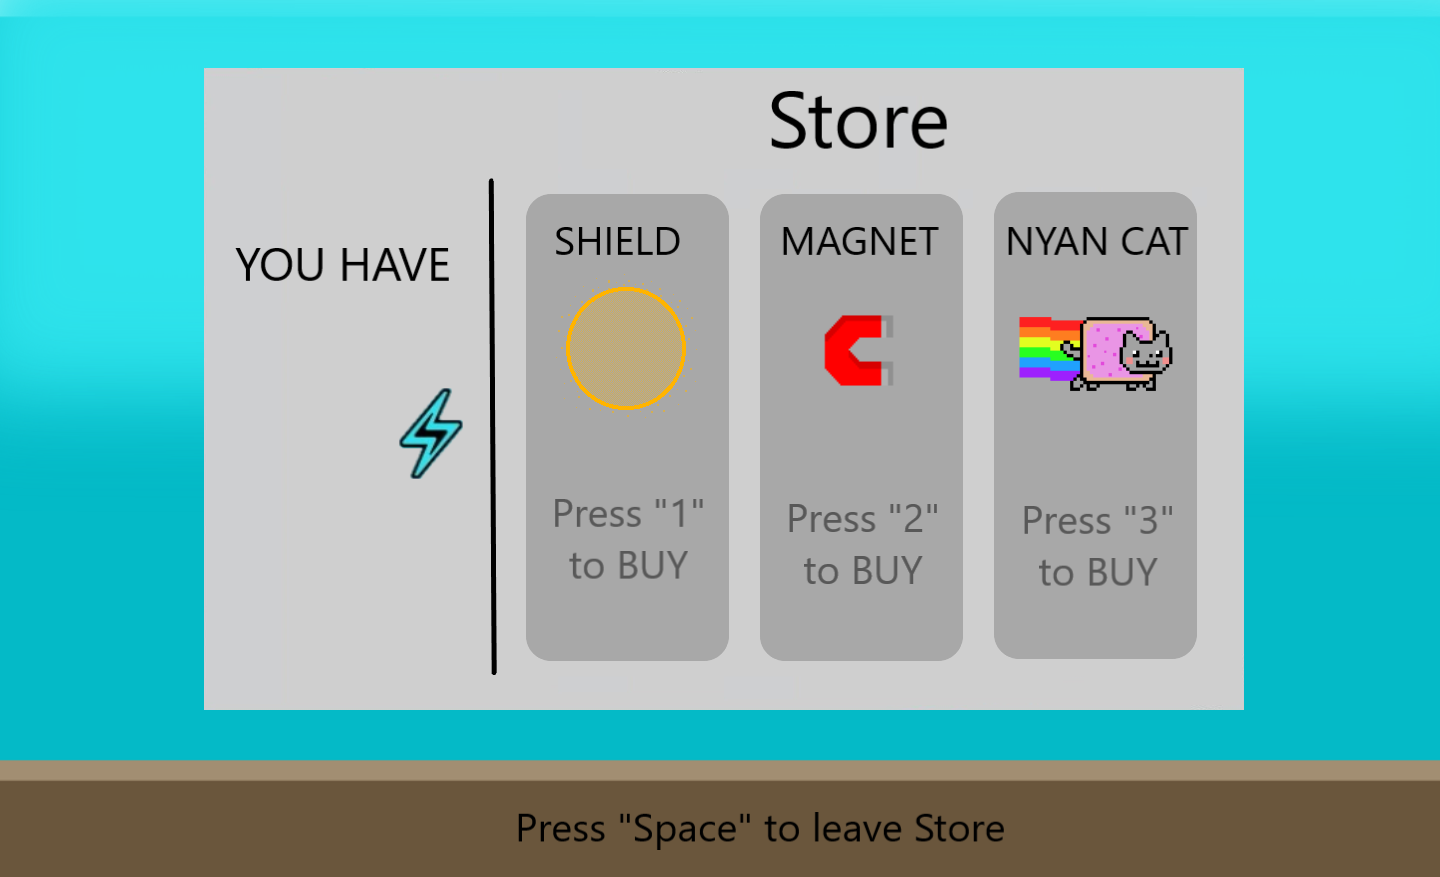 Store
YOU HAVE
SHIELD
Press "1"
to BUY
MAGNET
Press "2"
to BUY
NYAN CAT
Press "3"
to BUY
Press "Space" to leave Store